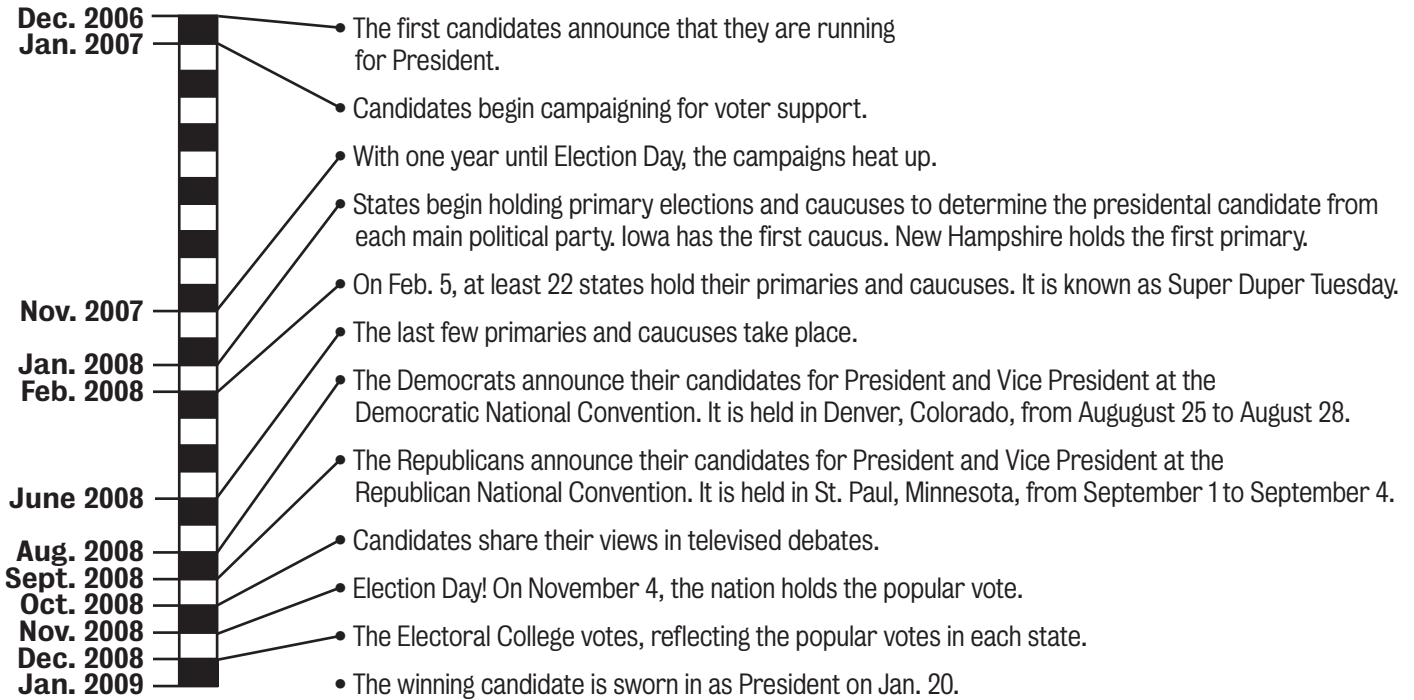 Dec. 2006
Jan. 2007
Nov. 2007
Jan. 2008
Feb. 2008
June 2008
Aug. 2008
Sept. 2008
Oct. 2008
Nov. 2008
Dec. 2008
Jan. 2009
• The first candidates announce that they are running
for President.
• Candidates begin campaigning for voter support.
• With one year until Election Day, the campaigns heat up.
• States begin holding primary elections and caucuses to determine the presidental candidate from
each main political party. Iowa has the first caucus. New Hampshire holds the first primary.
• On Feb. 5, at least 22 states hold their primaries and caucuses. It is known as Super Duper Tuesday.
• The last few primaries and caucuses take place.
• The Democrats announce their candidates for President and Vice President at the
Democratic National Convention. It is held in Denver, Colorado, from Augugust 25 to August 28.
• The Republicans announce their candidates for President and Vice President at the
Republican National Convention. It is held in St. Paul, Minnesota, from September 1 to September 4.
• Candidates share their views in televised debates.
• Election Day! On November 4, the nation holds the popular vote.
• The Electoral College votes, reflecting the popular votes in each state.
• The winning candidate is sworn in as President on Jan. 20.